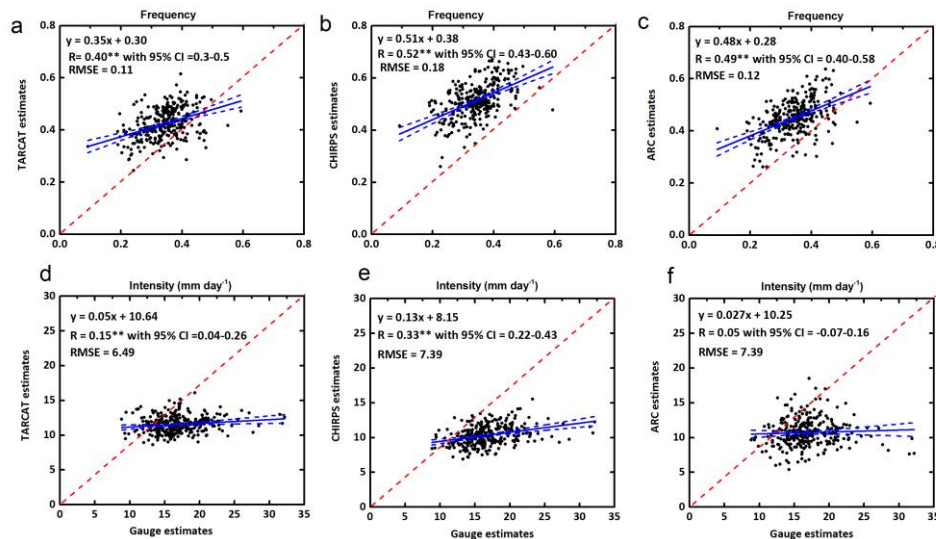 Frequency
a
y = 0.35x + 0.30
R= 0.40** with 95% CI =0.3-0.5
RMSE = 0.11
TARCAT estimates
0.8
0.6
0.4
0.2
0.0
0.0 0.2 0.4 0.6 0.8
Frequency
b
y = 0.51x + 0.38
R = 0.52** with 95% CI = 0.43-0.60
RMSE = 0.18
CHIRPS estimates
0.8
0.6
0.4
0.2
0.0
0.0 0.2 0.4 0.6 0.8
Frequency
c
y = 0.48x + 0.28
R = 0.49** with 95% CI = 0.40-0.58
RMSE = 0.12
ARC estimates
0.8
0.6
0.4
0.2
0.0
0.0 0.2 0.4 0.6 0.8
d
Intensity (mm day-1)
y = 0.05x + 10.64
R = 0.15** with 95% CI =0.04-0.26
RMSE = 6.49
TARCAT estimates
30
25
20
15
10
5
0
0 5 10 15 20 25 30 35
Gauge estimates
e
Intensity (mm day-1)
y = 0.13x + 8.15
R = 0.33** with 95% CI = 0.22-0.43
RMSE = 7.39
CHIRPS estimates
30
25
20
15
10
5
0
0 5 10 15 20 25 30 35
Gauge estimates
f
Intensity (mm day-1)
y = 0.027x + 10.25
R = 0.05 with 95% CI = -0.07-0.16
RMSE = 7.39
ARC estimates
30
25
20
15
10
5
0
0 5 10 15 20 25 30 35
Gauge estimates